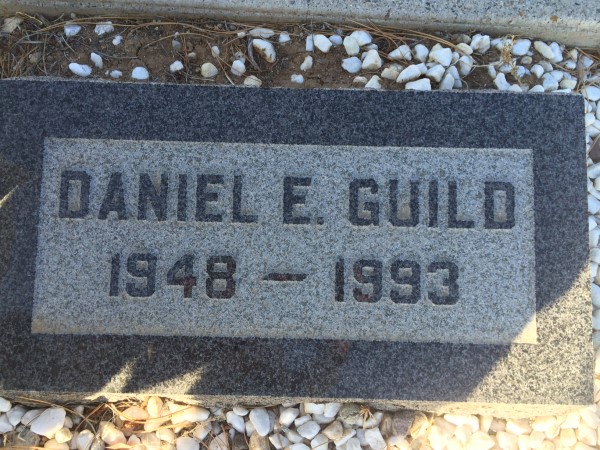 DANIEL E. GUILD
1948 — 1993